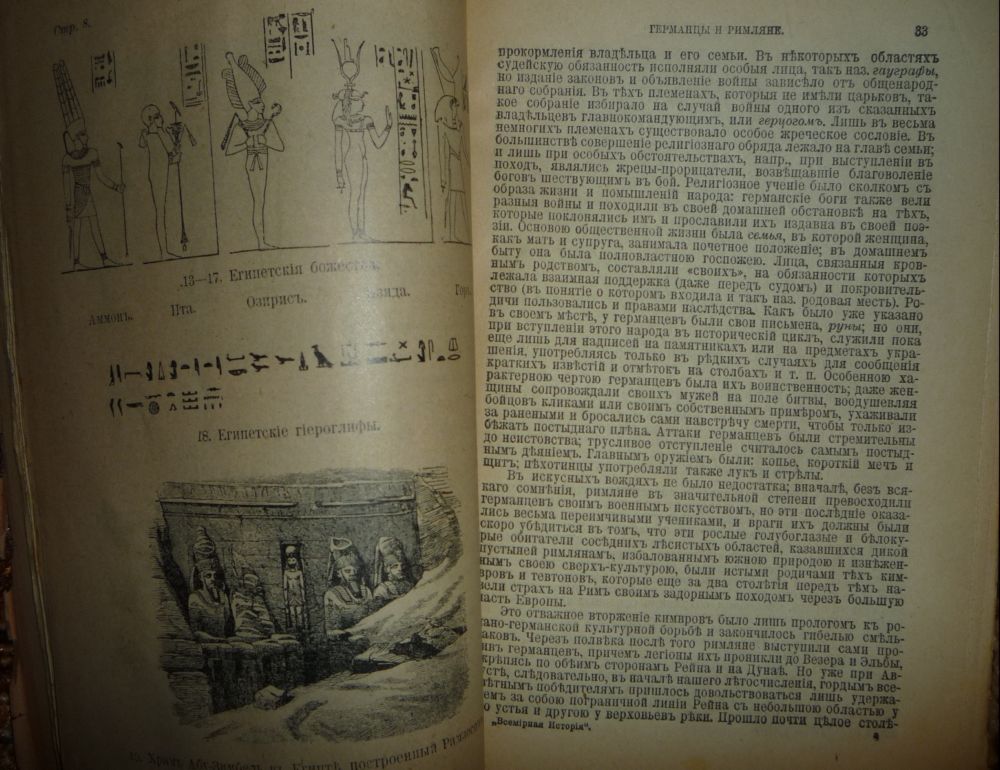 Стр. 8.
.13—17. Египетскія божества.
Аммонъ. Пта. Озирисъ. Изида. Гор
18. Египетскіе гіероглифы.
Храмъ въ Египтѣ, построенный
ГЕРМАНЦЫ И РИМЛЯНЕ. 33
прокормленія владѣльца и его семьи. Въ нѣкоторыхъ областяхъ
судейскую обязанность исполняли особыя лица, такъ наз. гауграфы,
но изданіе законовъ и объявленіе войны зависѣло отъ общенарод-
наго собранія. Въ тѣхъ племенахъ, которыя не имѣли царьковъ, та-
кое собраніе избирало на случай войны одного изъ сказанныхъ
владѣльцевъ главнокомандующимъ, или герцогомъ. Лишь въ весьма
немногихъ племенахъ существовало особое жреческое сословіе. Въ
большинствѣ совершеніе религіознаго обряда лежало на главѣ семьи;
и лишь при особыхъ обстоятельствахъ, напр., при выступленіи въ
походъ, являлись жрецы-прорицатели, возвѣщавшіе благоволеніе
боговъ шествующимъ въ бой. Религіозное ученіе было сколкомъ съ
образа жизни и помышленій народа: германскіе боги также вели
разныя войны и походили въ своей домашней обстановкѣ на тѣхъ,
которые поклонялись имъ и прославили ихъ издавна въ своей поэ-
зіи. Основою общественной жизни была семья, въ которой женщина,
какъ мать и супруга, занимала почетное положеніе; въ домашнемъ
быту она была полновластною госпожею. Лица, связанныя кров-
нымъ родствомъ, составляли «своихъ», на обязанности которыхъ
лежала взаимная поддержка (даже передъ судомъ) и покровитель-
ство (въ понятіе о которомъ входила и такъ наз. родовая месть). Ро-
дичи пользовались и правами наслѣдства. Какъ было уже указано
въ своемъ мѣстѣ, у германцевъ были свои письмена, руны; но они,
при вступленіи этого народа въ историческій циклъ, служили пока
еще лишь для надписей на памятникахъ или на предметахъ укра-
шенія, употребляясь только въ рѣдкихъ случаяхъ для сообщенія
краткихъ извѣстій и отмѣтокъ на столбахъ и т. п. Особенною ха-
рактерною чертою германцевъ была ихъ воинственность; даже жен-
щины сопровождали своихъ мужей на поле битвы, воодушевляя
бойцовъ кликами или своимъ собственнымъ примѣромъ, ухаживали
за ранеными и бросались сами навстрѣчу смерти, чтобы только из-
бѣжать постыднаго плѣна. Аттаки германцевъ были стремительны
до неистовства; трусливое отступленіе считалось самымъ постыд-
нымъ дѣяніемъ. Главнымъ оружіемъ были: копье, короткій мечъ и
щитъ; пѣхотинцы употребляли также лукъ и стрѣлы.
Въ искусныхъ вождяхъ не было недостатка; вначалѣ, безъ вся-
каго сомнѣнія, римляне въ значительной степени превосходили
германцевъ своимъ военнымъ искусствомъ, но эти послѣдніе оказа-
лись весьма переимчивыми учениками, и враги ихъ должны были
скоро убѣдиться въ томъ, что эти рослые голубоглазые и бѣлоку-
рые обитатели сосѣднихъ лѣсистыхъ областей, казавшихся дикой
пустыней римлянамъ, избалованнымъ южною природою и изнѣжен-
нымъ своею сверхъ-культурою, были истыми родичами тѣхъ ким-
вровъ и тевтоновъ, которые еще за два столѣтія передъ тѣмъ на-
вели страхъ на Римъ своимъ задорнымъ походомъ черезъ большую
часть Европы.
Это отважное вторженіе кимвровъ было лишь прологомъ къ ро-
мано-германской культурной борьбѣ и закончилось гибелью смѣль-
чаковъ. Черезъ полвѣка послѣ того римляне выступили сами про-
ивъ германцевъ, причемъ легіоны ихъ проникли до Везера и Эльбы,
крѣпясь по обѣимъ сторонамъ Рейна и на Дунаѣ. Но уже при Ав-
устѣ, слѣдовательно, въ началѣ нашего лѣтосчисленія, гордымъ все-
вѣтнымъ побѣдителямъ пришлось довольствоваться лишь удержа-
емъ за собою пограничной линіи Рейна съ небольшою областью у
о устья и другою у верховьевъ рѣки. Прошло почти цѣлое столѣ-
„Всемірная Исторія“.